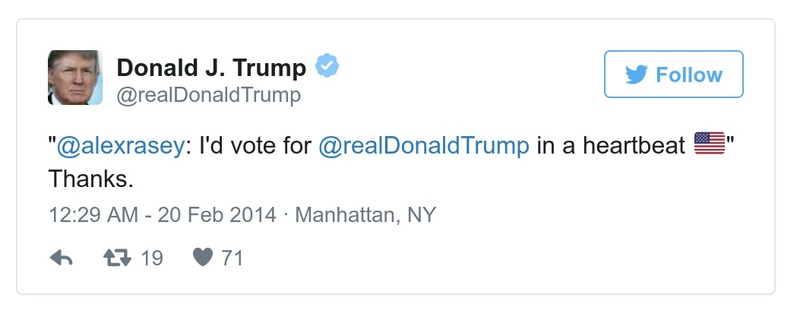 Donald J. Trump
@realDonaldTrump
Follow
"@alexrasey: I'd vote for @realDonaldTrump in a heartbeat 🇺🇸"
Thanks.
12:29 AM - 20 Feb 2014 · Manhattan, NY
19 71